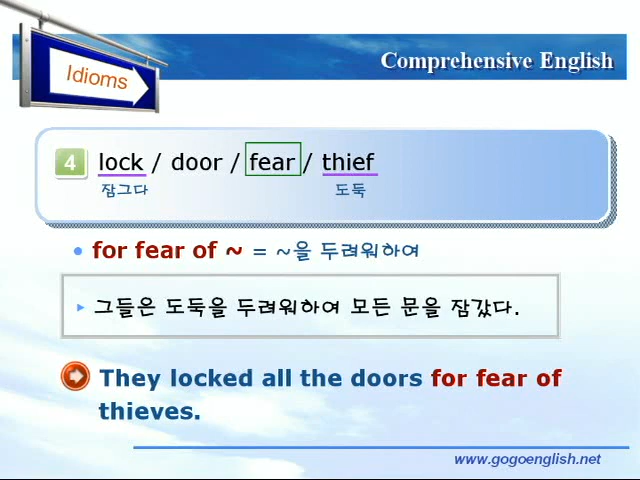 Idioms
Comprehensive English
4 lock / door / fear / thief
잠그다 도둑
• for fear of ~ = ~을 두려워하여
▸ 그들은 도둑을 두려워하여 모든 문을 잠갔다.
They locked all the doors for fear of
thieves.
www.gogoenglish.net